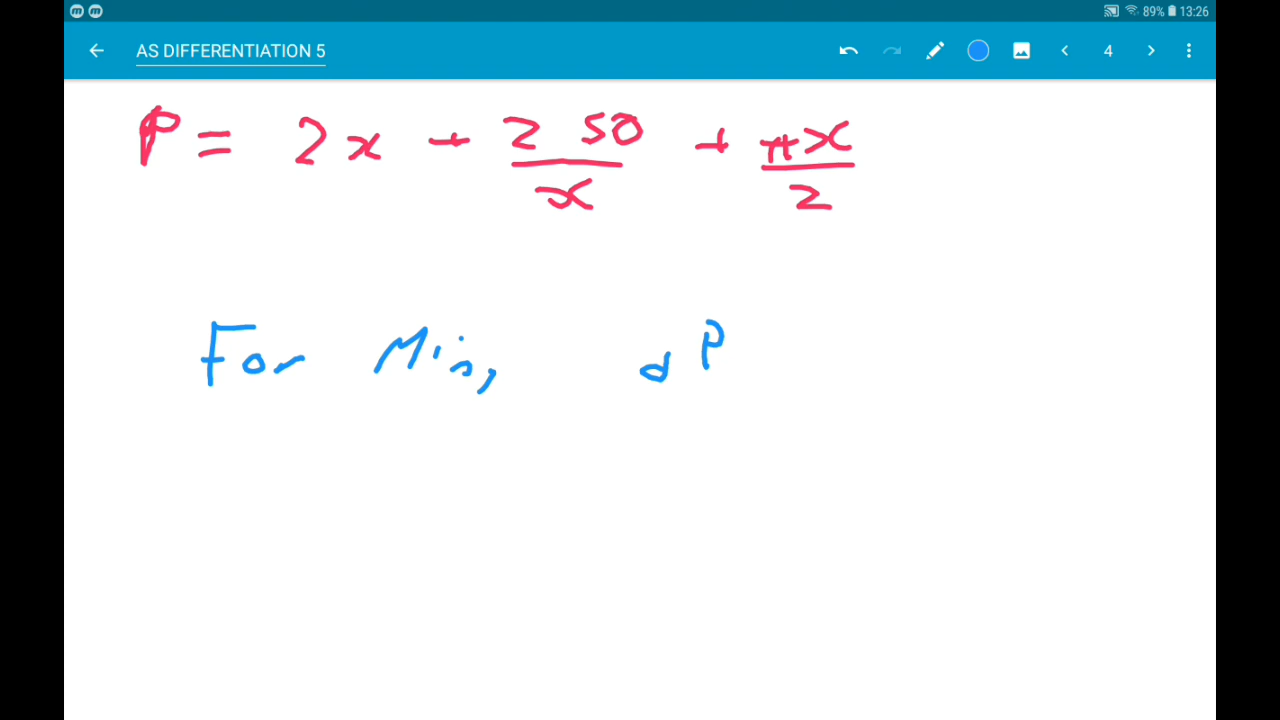 89% 13:26
AS DIFFERENTIATION 5
4
P = 2x + 250/x + πx/2
For Min, dP